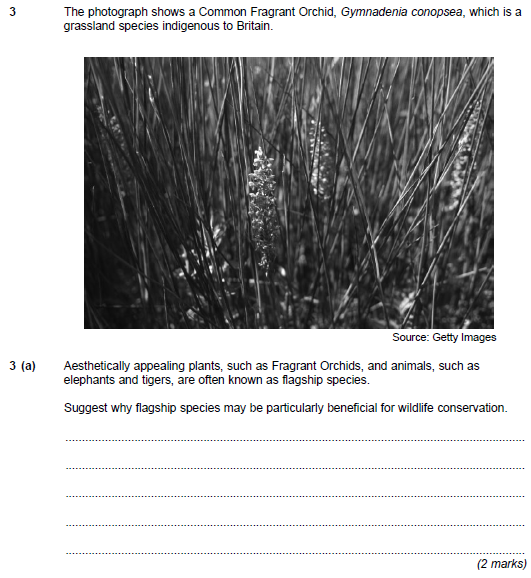 3 The photograph shows a Common Fragrant Orchid, Gymnadenia conopsea, which is a
grassland species indigenous to Britain.
Source: Getty Images
3 (a) Aesthetically appealing plants, such as Fragrant Orchids, and animals, such as
elephants and tigers, are often known as flagship species.
Suggest why flagship species may be particularly beneficial for wildlife conservation.
(2 marks)